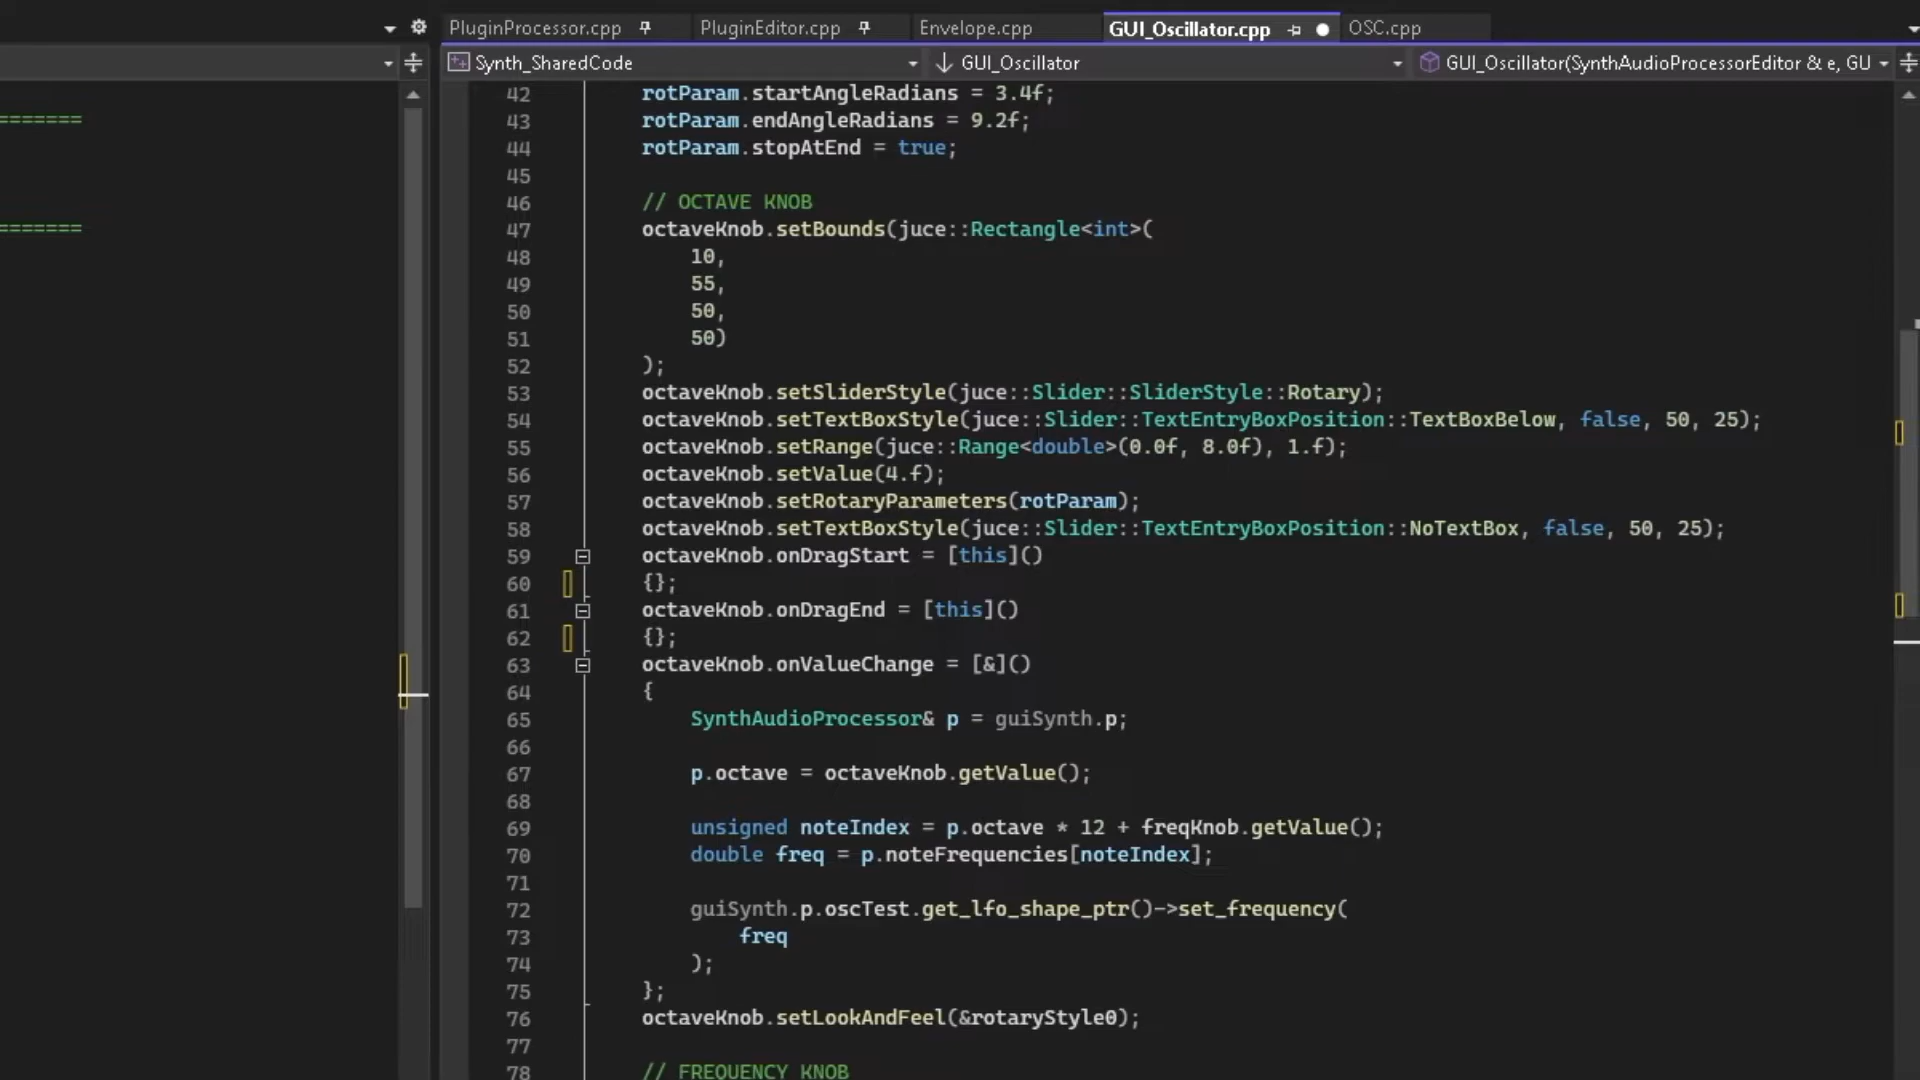 PluginProcessor.cpp PluginEditor.cpp Envelope.cpp GUI_Oscillator.cpp OSC.cpp
Synth_SharedCode GUI_Oscillator GUI_Oscillator(SynthAudioProcessorEditor & e, GU
=======
=======
42 rotParam.startAngleRadians = 3.4f;
43 rotParam.endAngleRadians = 9.2f;
44 rotParam.stopAtEnd = true;
45
46 // OCTAVE KNOB
47 octaveKnob.setBounds(juce::Rectangle<int>(
48 10,
49 55,
50 50,
51 50)
52 );
53 octaveKnob.setSliderStyle(juce::Slider::SliderStyle::Rotary);
54 octaveKnob.setTextBoxStyle(juce::Slider::TextEntryBoxPosition::TextBoxBelow, false, 50, 25);
55 octaveKnob.setRange(juce::Range<double>(0.0f, 8.0f), 1.f);
56 octaveKnob.setValue(4.f);
57 octaveKnob.setRotaryParameters(rotParam);
58 octaveKnob.setTextBoxStyle(juce::Slider::TextEntryBoxPosition::NoTextBox, false, 50, 25);
59 octaveKnob.onDragStart = [this]()
60 {};
61 octaveKnob.onDragEnd = [this]()
62 {};
63 octaveKnob.onValueChange = [&]()
64 {
65 SynthAudioProcessor& p = guiSynth.p;
66
67 p.octave = octaveKnob.getValue();
68
69 unsigned noteIndex = p.octave * 12 + freqKnob.getValue();
70 double freq = p.noteFrequencies[noteIndex];
71
72 guiSynth.p.oscTest.get_lfo_shape_ptr()->set_frequency(
73 freq
74 );
75 };
76 octaveKnob.setLookAndFeel(&rotaryStyle0);
77
78 // FREQUENCY KNOB